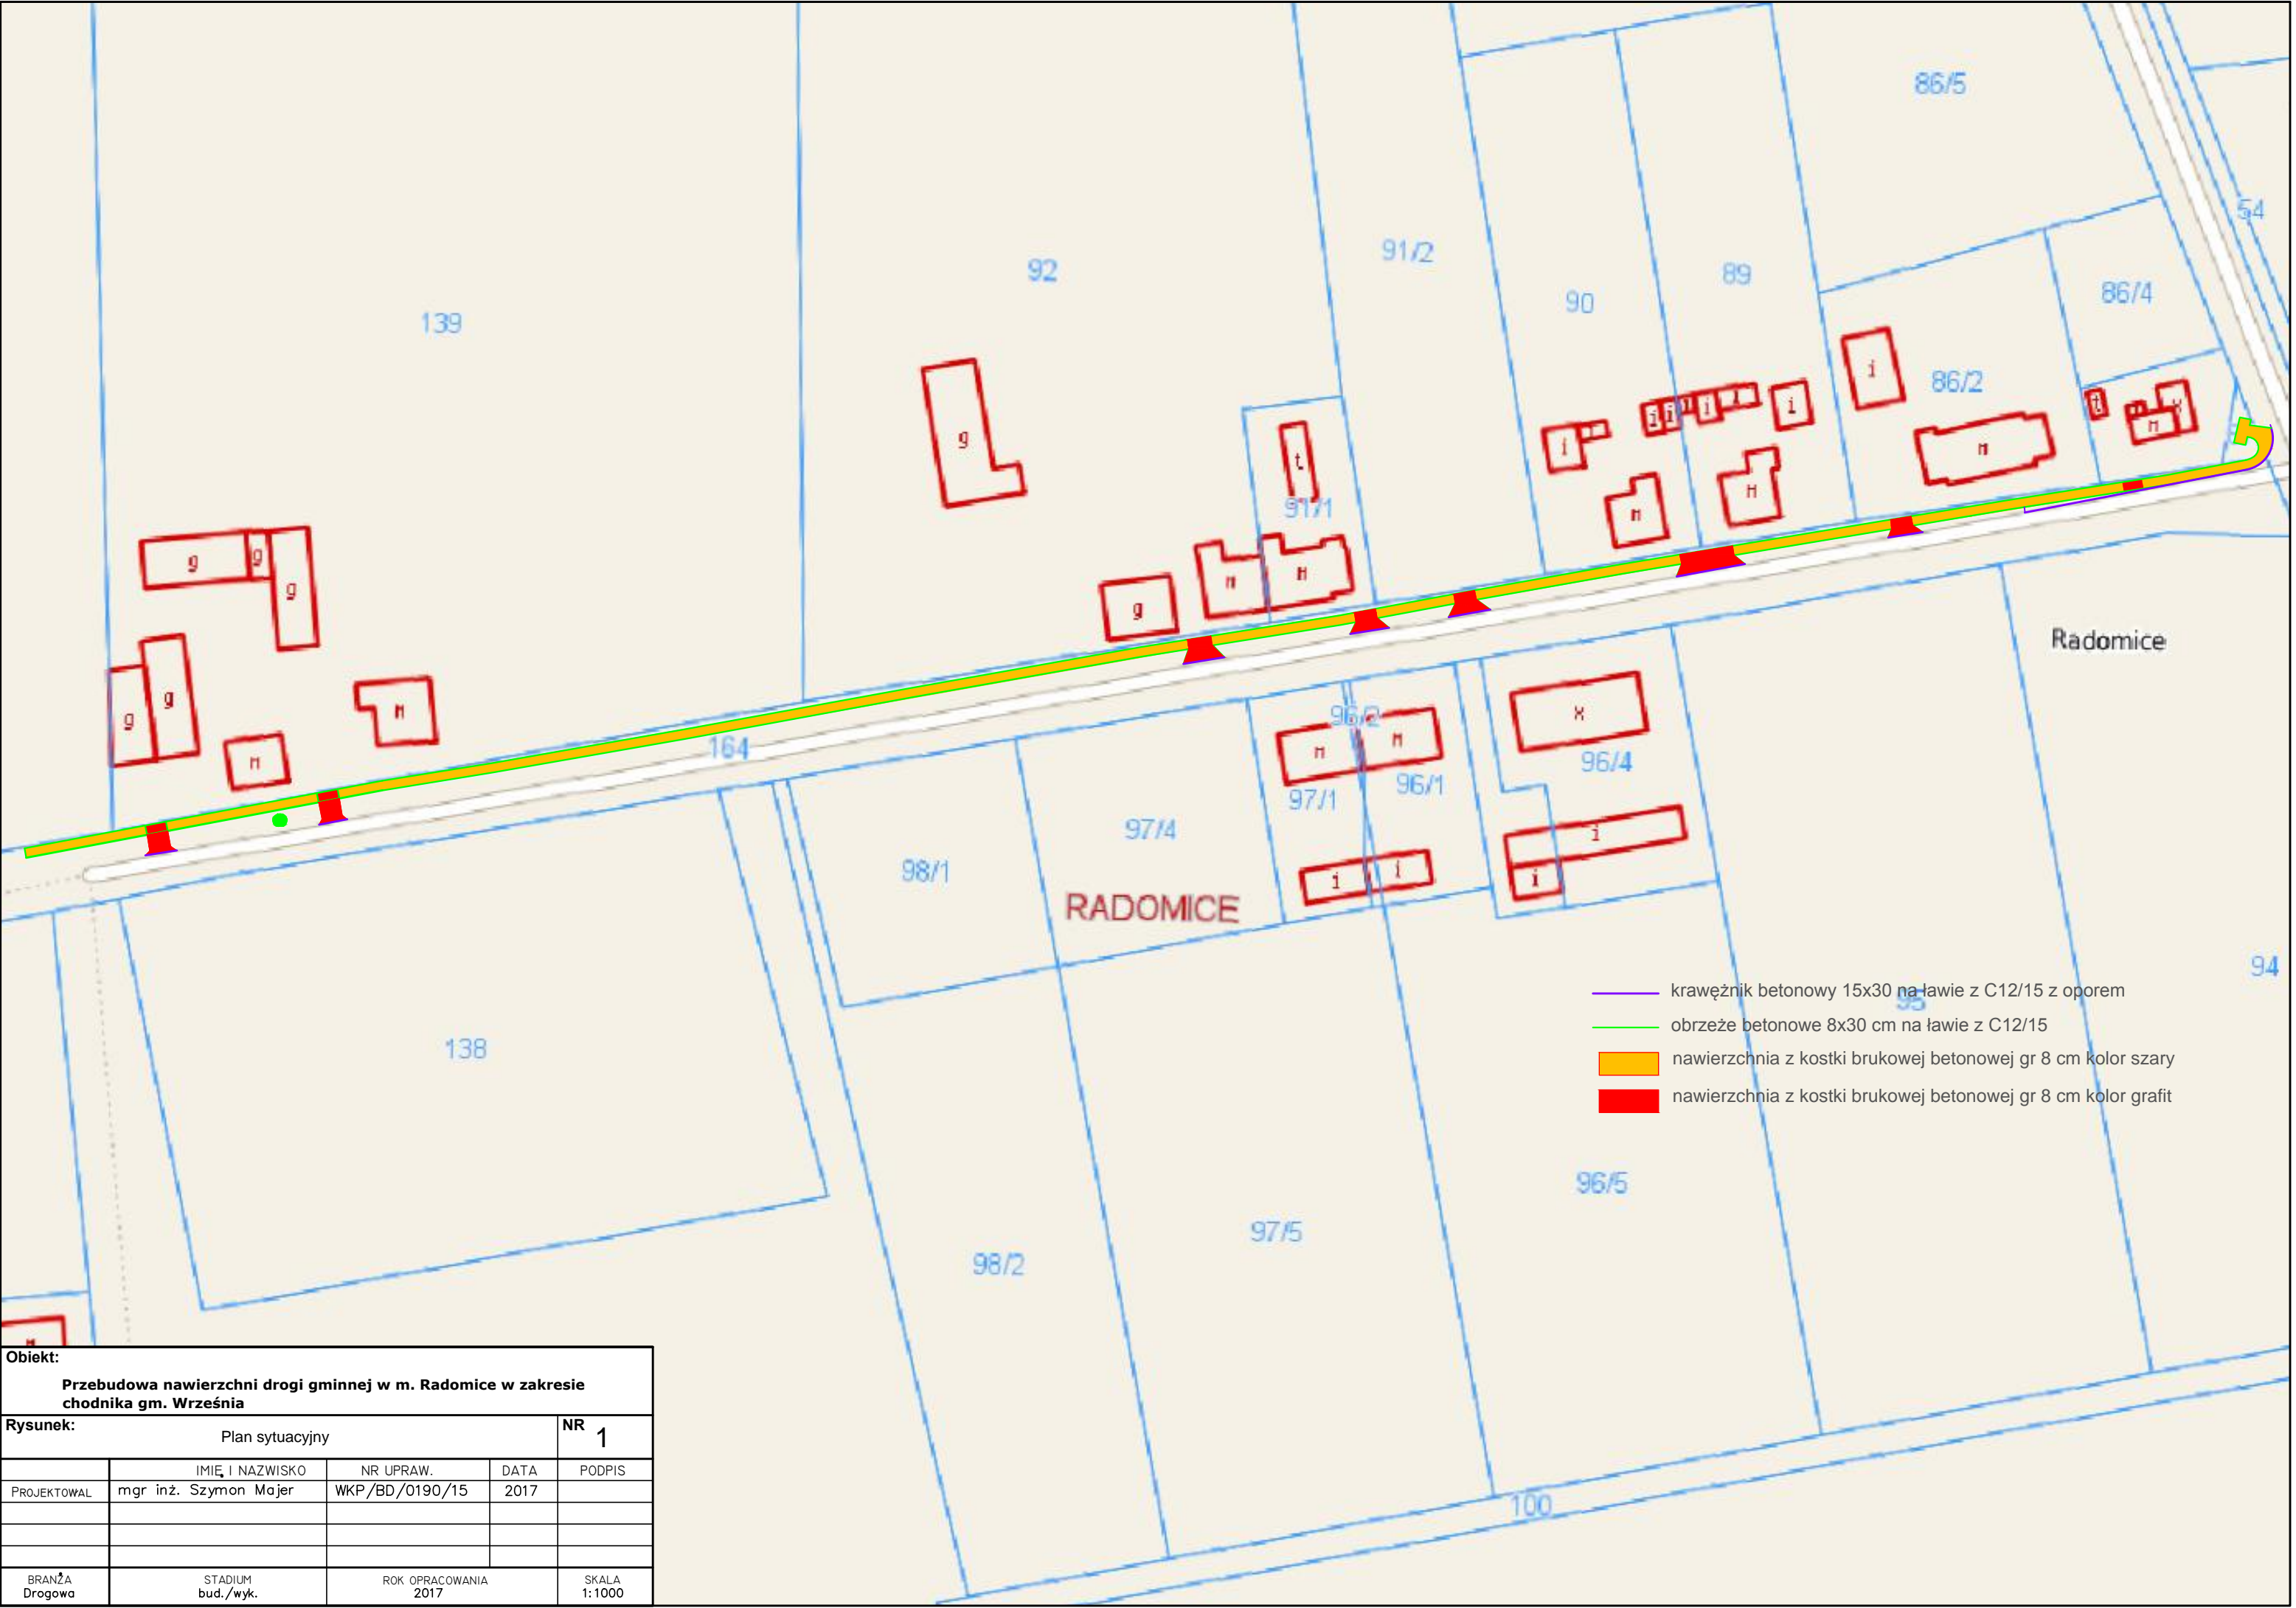 86/5
54
91/2
92
89
86/4
90
139
i
86/2
i
i
i
i
i
t
g
t
i
M
91/1
M
M
g
g
g
M
M
g
Radomice
g
g
M
96/2
x
M
M
164
M
96/4
97/1
96/1
97/4
i
98/1
i
i
i
RADOMICE
94
krawężnik betonowy 15x30 na ławie z C12/15 z oporem
95
obrzeże betonowe 8x30 cm na ławie z C12/15
138
nawierzchnia z kostki brukowej betonowej gr 8 cm kolor szary
nawierzchnia z kostki brukowej betonowej gr 8 cm kolor grafit
96/5
97/5
98/2
100
Obiekt:
Przebudowa nawierzchni drogi gminnej w m. Radomice w zakresie
chodnika gm. Września
Rysunek:
Plan sytuacyjny
NR 1
IMIĘ I NAZWISKO NR UPRAW. DATA PODPIS
PROJEKTOWAL mgr inż. Szymon Majer WKP/BD/0190/15 2017
BRANŻA STADIUM ROK OPRACOWANIA SKALA
Drogowa bud./wyk. 2017 1:1000